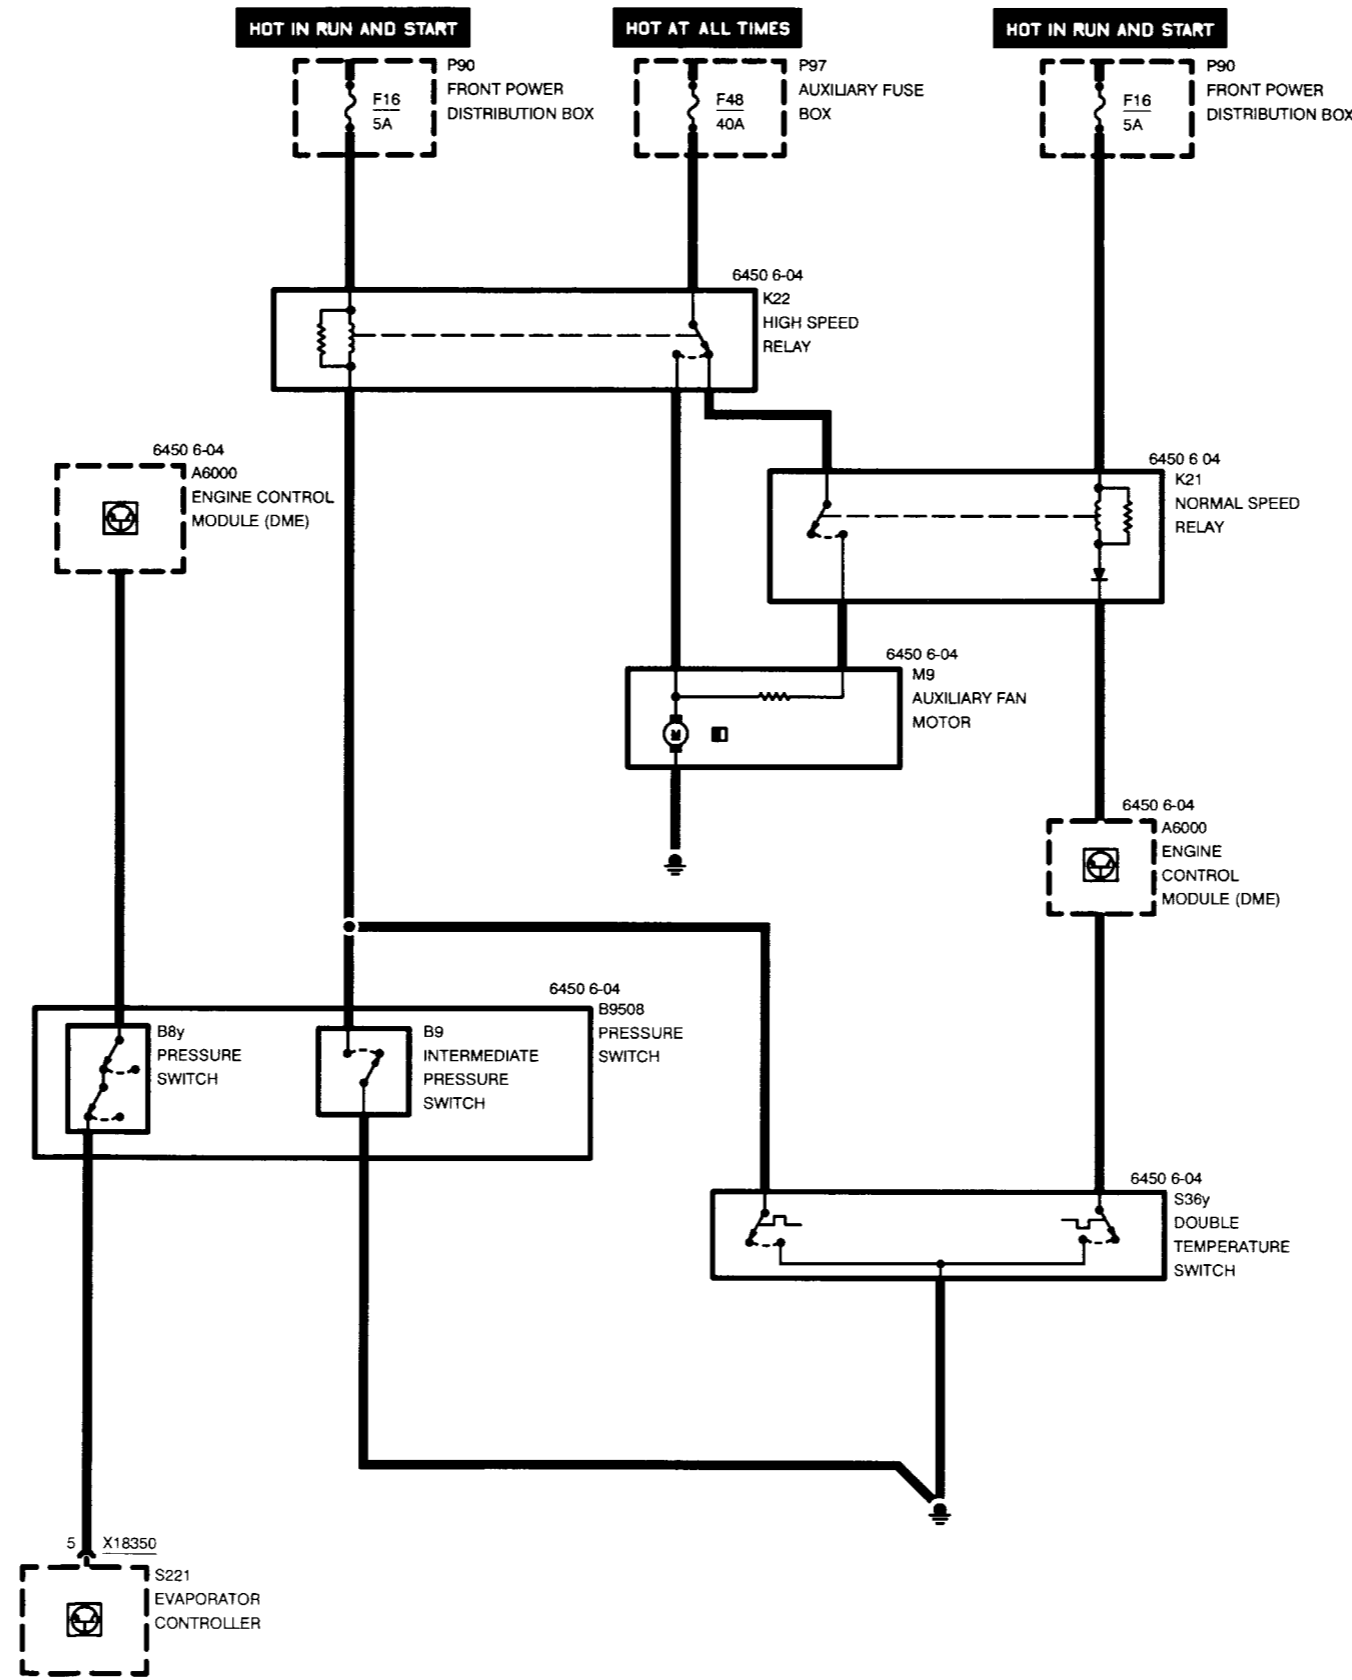 HOT IN RUN AND START
HOT AT ALL TIMES
HOT IN RUN AND START
P90
FRONT POWER
DISTRIBUTION BOX
F16
5A
P97
AUXILIARY FUSE
BOX
F48
40A
P90
FRONT POWER
DISTRIBUTION BOX
F16
5A
6450 6-04
K22
HIGH SPEED
RELAY
6450 6-04
A6000
ENGINE CONTROL
MODULE (DME)
6450 6 04
K21
NORMAL SPEED
RELAY
6450 6-04
M9
AUXILIARY FAN
MOTOR
M
6450 6-04
A6000
ENGINE
CONTROL
MODULE (DME)
6450 6-04
B9508
PRESSURE
SWITCH
B8y
PRESSURE
SWITCH
B9
INTERMEDIATE
PRESSURE
SWITCH
6450 6-04
S36y
DOUBLE
TEMPERATURE
SWITCH
5 X18350
S221
EVAPORATOR
CONTROLLER